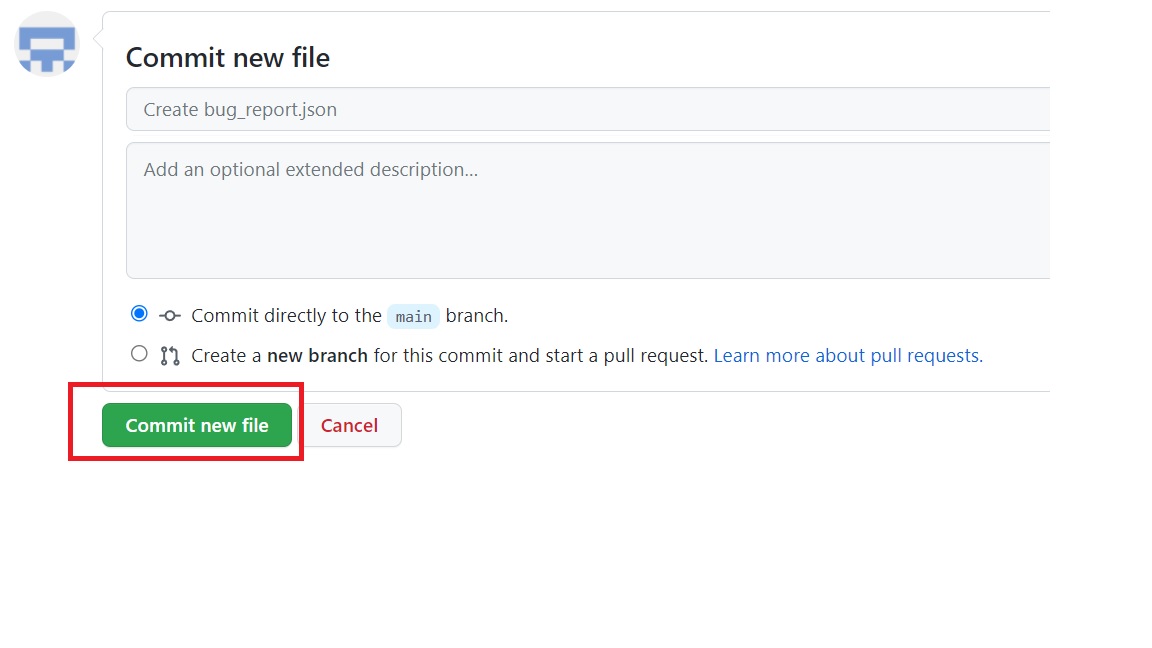 Commit new file
Create bug_report.json
Add an optional extended description...
Commit directly to the main branch.
Create a new branch for this commit and start a pull request. Learn more about pull requests.
Commit new file Cancel